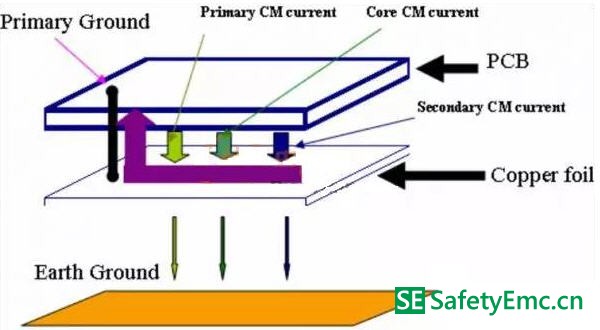 Primary CM current
Core CM current
Primary Ground
PCB
Secondary CM current
Copper foil
Earth Ground
SE SafetyEmc.cn